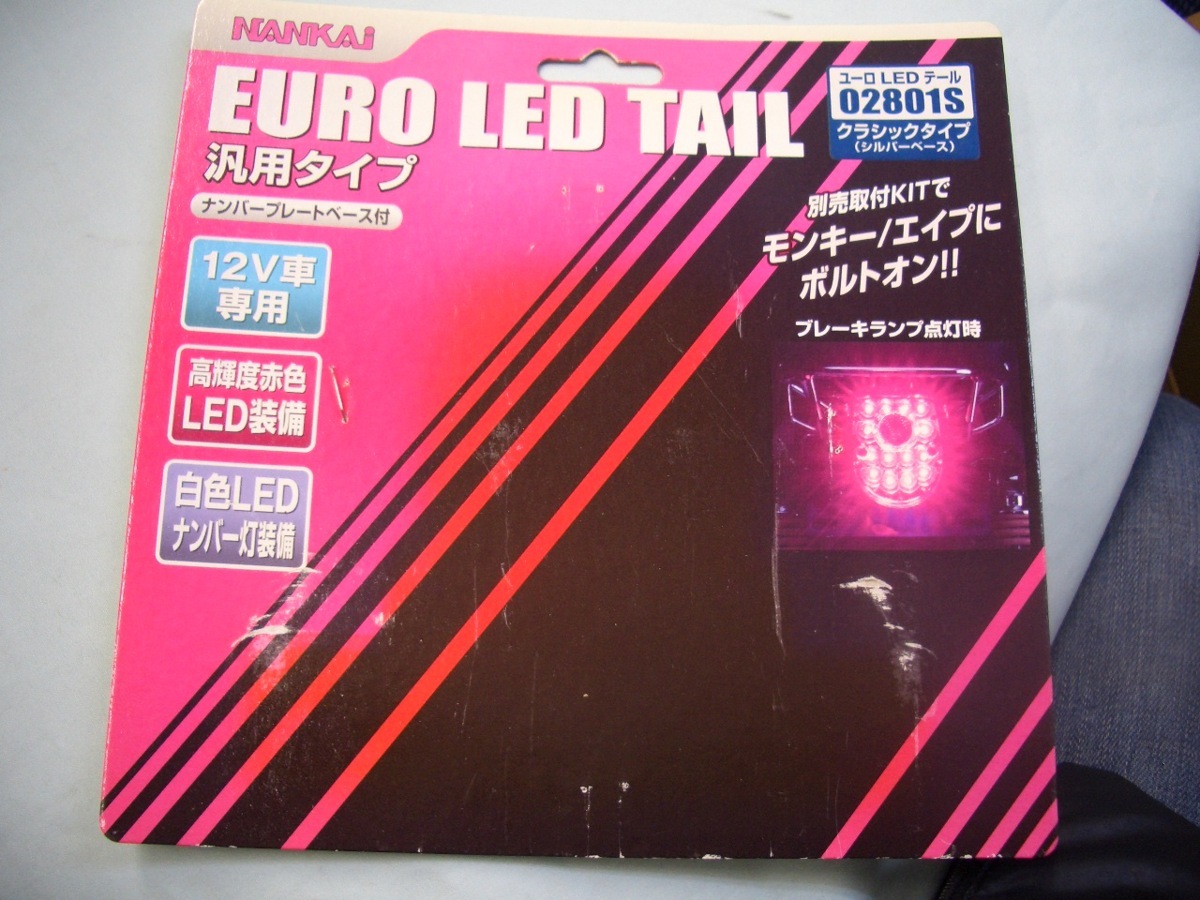 NANKAI
EURO LED TAIL
汎用タイプ
ナンバープレートベース付
12V車
専用
高輝度赤色
LED装備
白色LED
ナンバー灯装備
ユーロ LED テール
02801S
クラシックタイプ
(シルバーベース)
別売取付KITで
モンキー/エイプに
ボルトオン!!
ブレーキランプ点灯時